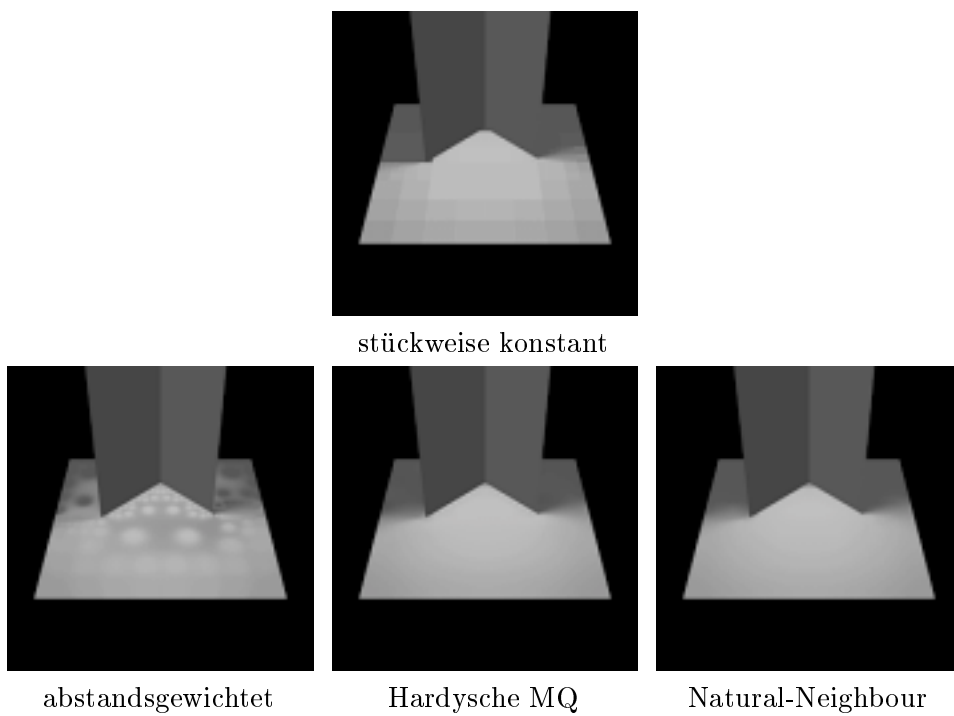 stückweise konstant
abstandsgewichtet
Hardysche MQ
Natural-Neighbour